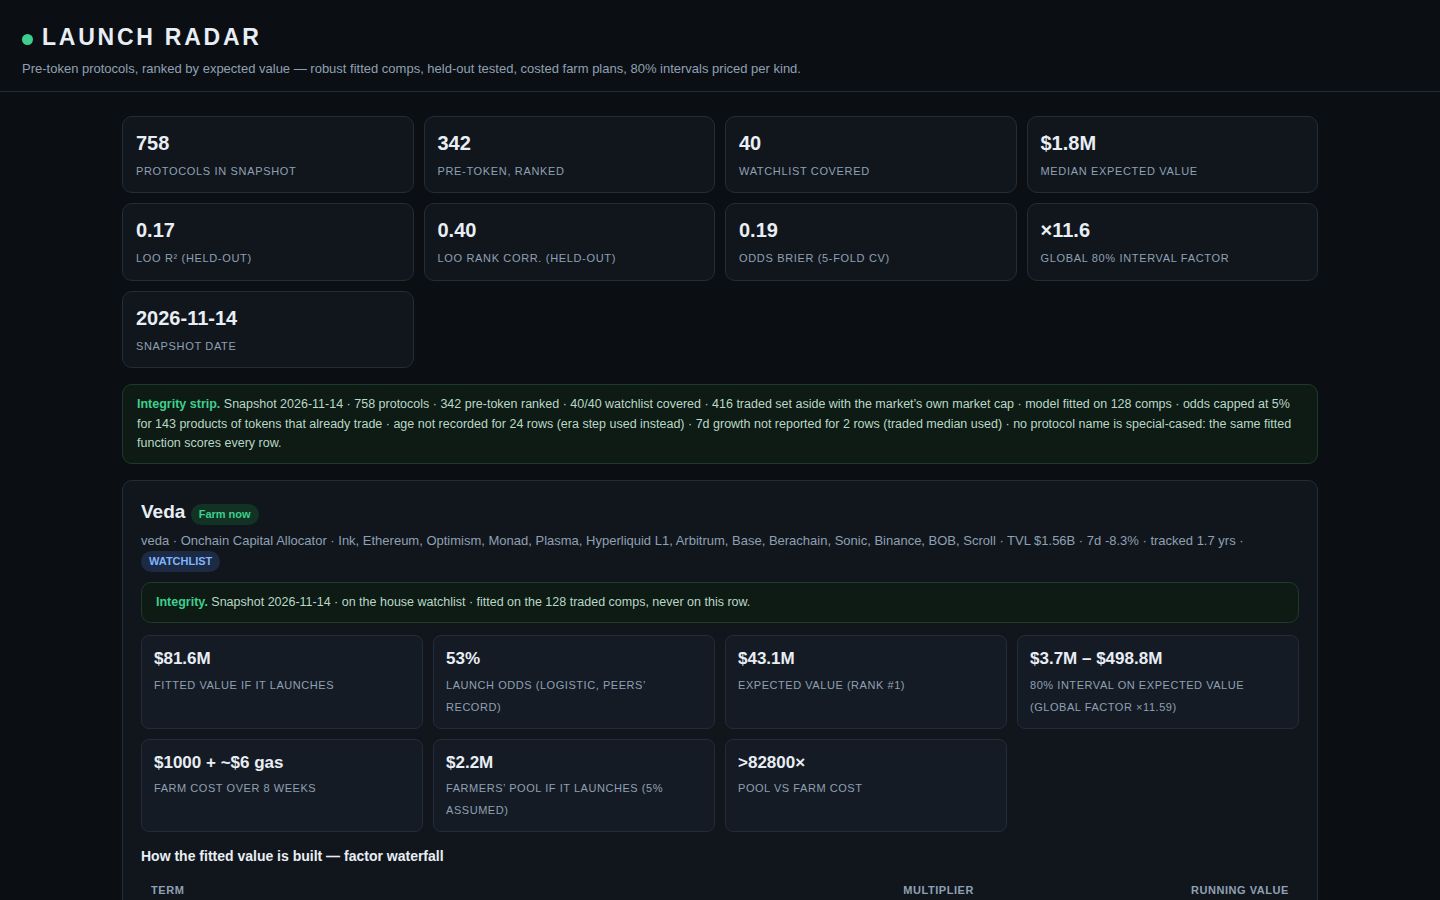 LAUNCH RADAR
Pre-token protocols, ranked by expected value — robust fitted comps, held-out tested, costed farm plans, 80% intervals priced per kind.
758
PROTOCOLS IN SNAPSHOT
342
PRE-TOKEN, RANKED
40
WATCHLIST COVERED
$1.8M
MEDIAN EXPECTED VALUE
0.17
LOO R² (HELD-OUT)
0.40
LOO RANK CORR. (HELD-OUT)
0.19
ODDS BRIER (5-FOLD CV)
×11.6
GLOBAL 80% INTERVAL FACTOR
2026-11-14
SNAPSHOT DATE
Integrity strip. Snapshot 2026-11-14 · 758 protocols · 342 pre-token ranked · 40/40 watchlist covered · 416 traded set aside with the market's own market cap · model fitted on 128 comps · odds capped at 5%
for 143 products of tokens that already trade · age not recorded for 24 rows (era step used instead) · 7d growth not reported for 2 rows (traded median used) · no protocol name is special-cased: the same fitted
function scores every row.
Veda Farm now
veda · Onchain Capital Allocator · Ink, Ethereum, Optimism, Monad, Plasma, Hyperliquid L1, Arbitrum, Base, Berachain, Sonic, Binance, BOB, Scroll · TVL $1.56B · 7d -8.3% · tracked 1.7 yrs ·
WATCHLIST
Integrity. Snapshot 2026-11-14 · on the house watchlist · fitted on the 128 traded comps, never on this row.
$81.6M
FITTED VALUE IF IT LAUNCHES
53%
LAUNCH ODDS (LOGISTIC, PEERS'
RECORD)
$43.1M
EXPECTED VALUE (RANK #1)
$3.7M – $498.8M
80% INTERVAL ON EXPECTED VALUE
(GLOBAL FACTOR ×11.59)
$1000 + ~$6 gas
FARM COST OVER 8 WEEKS
$2.2M
FARMERS' POOL IF IT LAUNCHES (5%
ASSUMED)
>82800×
POOL VS FARM COST
How the fitted value is built — factor waterfall
TERM MULTIPLIER RUNNING VALUE